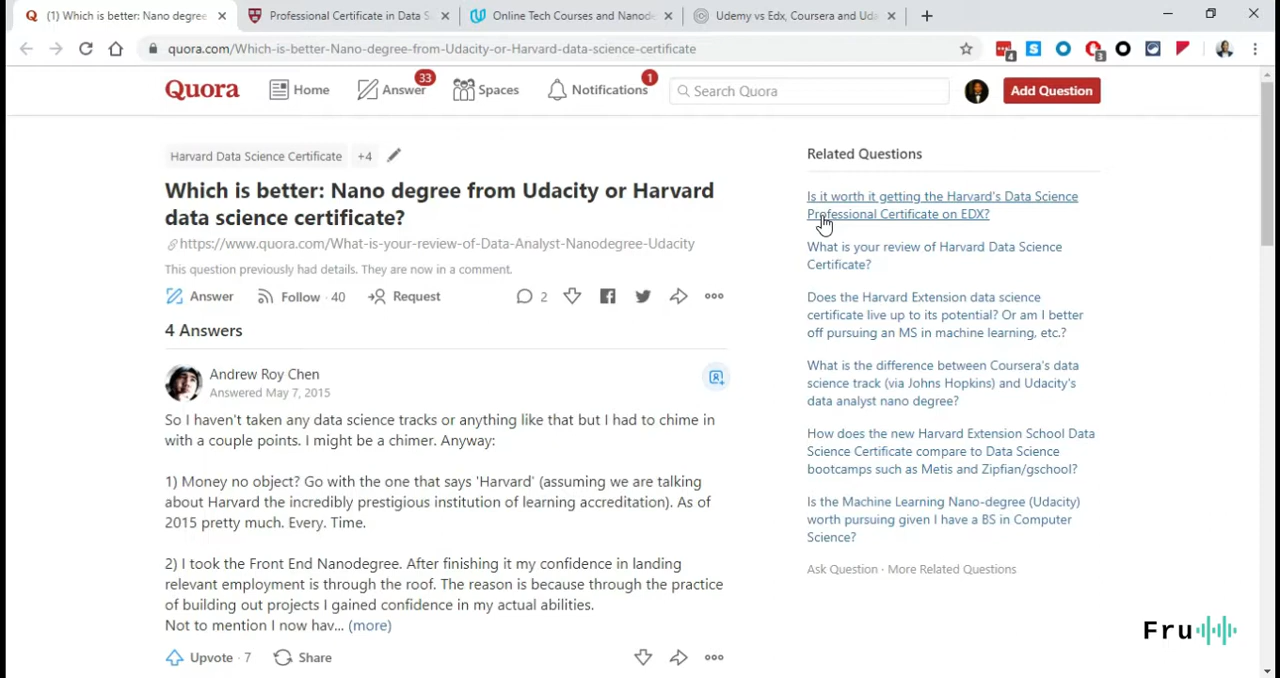 (1) Which is better: Nano degree
Professional Certificate in Data S
Online Tech Courses and Nanode
Udemy vs Edx, Coursera and Uda
quora.com/Which-is-better-Nano-degree-from-Udacity-or-Harvard-data-science-certificate
4
3
Quora
Home
Answer
33
Spaces
Notifications
1
Search Quora
Add Question
Harvard Data Science Certificate
+4
Which is better: Nano degree from Udacity or Harvard
data science certificate?
https://www.quora.com/What-is-your-review-of-Data-Analyst-Nanodegree-Udacity
This question previously had details. They are now in a comment.
Answer
Follow · 40
Request
2
4 Answers
Andrew Roy Chen
Answered May 7, 2015
So I haven't taken any data science tracks or anything like that but I had to chime in
with a couple points. I might be a chimer. Anyway:
1) Money no object? Go with the one that says 'Harvard' (assuming we are talking
about Harvard the incredibly prestigious institution of learning accreditation). As of
2015 pretty much. Every. Time.
2) I took the Front End Nanodegree. After finishing it my confidence in landing
relevant employment is through the roof. The reason is because through the practice
of building out projects I gained confidence in my actual abilities.
Not to mention I now hav... (more)
Upvote · 7
Share
Related Questions
Is it worth it getting the Harvard's Data Science
Professional Certificate on EDX?
What is your review of Harvard Data Science
Certificate?
Does the Harvard Extension data science
certificate live up to its potential? Or am I better
off pursuing an MS in machine learning, etc.?
What is the difference between Coursera's data
science track (via Johns Hopkins) and Udacity's
data analyst nano degree?
How does the new Harvard Extension School Data
Science Certificate compare to Data Science
bootcamps such as Metis and Zipfian/gschool?
Is the Machine Learning Nano-degree (Udacity)
worth pursuing given I have a BS in Computer
Science?
Ask Question · More Related Questions
Fru